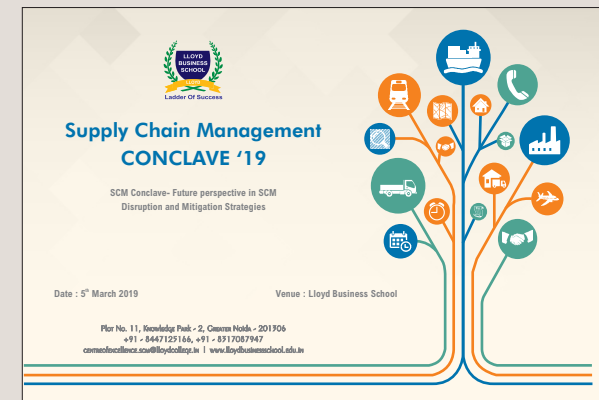 LLOYD
BUSINESS
SCHOOL
Ladder Of Success
Supply Chain Management
CONCLAVE ‘19
SCM Conclave- Future perspective in SCM
Disruption and Mitigation Strategies
Date : 5th March 2019
Venue : Lloyd Business School
Plot No. 11, Knowledge Park - 2, Greater Noida - 201306
+91 - 8447125166, +91 - 8517087947
centreofexcellence.scm@lloydcollege.in | www.lloydbusinessschool.edu.in